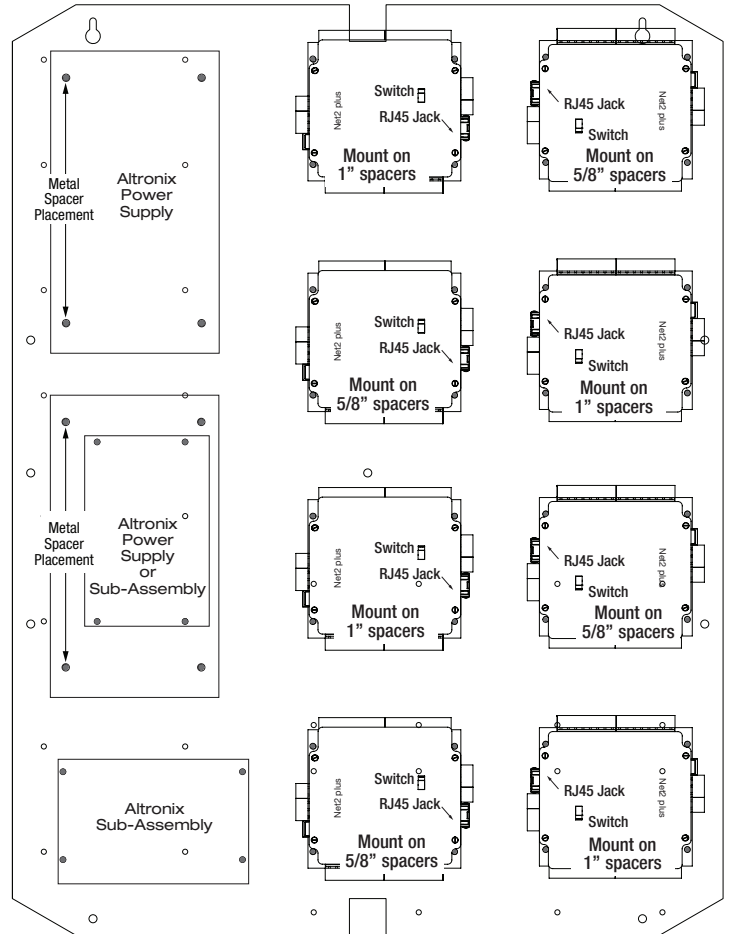 Metal
Spacer
Placement
Altronix
Power
Supply
Net2 plus
Switch
RJ45 Jack
Mount on
1” spacers
RJ45 Jack
Switch
Net2 plus
Mount on
5/8” spacers
Net2 plus
Switch
RJ45 Jack
Mount on
5/8” spacers
RJ45 Jack
Switch
Net2 plus
Mount on
1” spacers
Metal
Spacer
Placement
Altronix
Power
Supply
or
Sub-Assembly
Net2 plus
Switch
RJ45 Jack
Mount on
1” spacers
RJ45 Jack
Switch
Net2 plus
Mount on
5/8” spacers
Altronix
Sub-Assembly
Net2 plus
Switch
RJ45 Jack
Mount on
5/8” spacers
RJ45 Jack
Switch
Net2 plus
Mount on
1” spacers